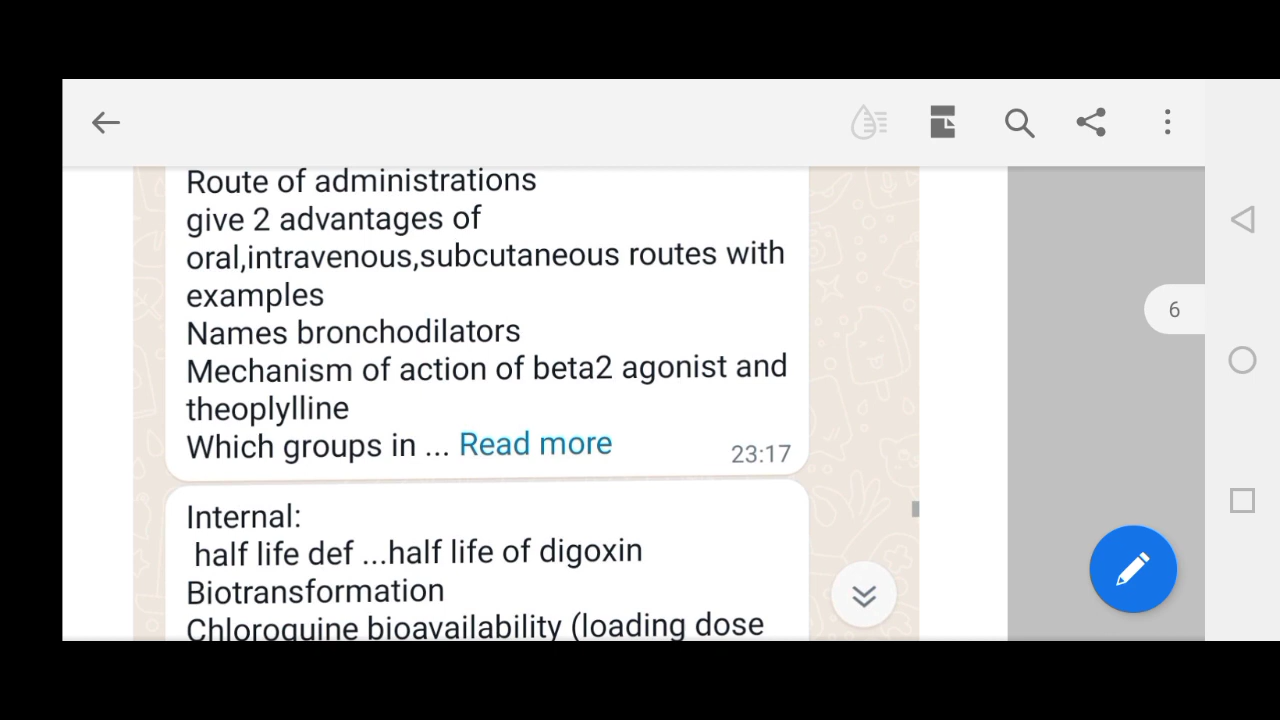 Route of administrations
give 2 advantages of
oral,intravenous,subcutaneous routes with
examples
Names bronchodilators
Mechanism of action of beta2 agonist and
theoplylline
Which groups in ... Read more
23:17
6
Internal:
half life def ...half life of digoxin
Biotransformation
Chloroquine bioavailability (loading dose